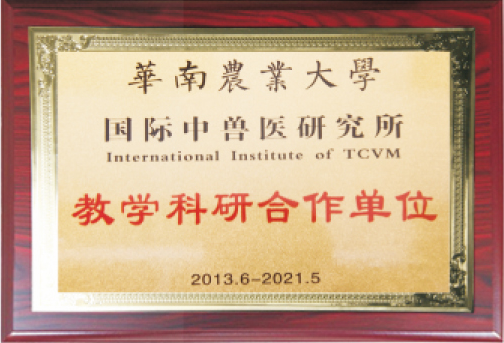 華南農業大學
国际中兽医研究所
International Institute of TCVM
教学科研合作单位
2013.6-2021.5